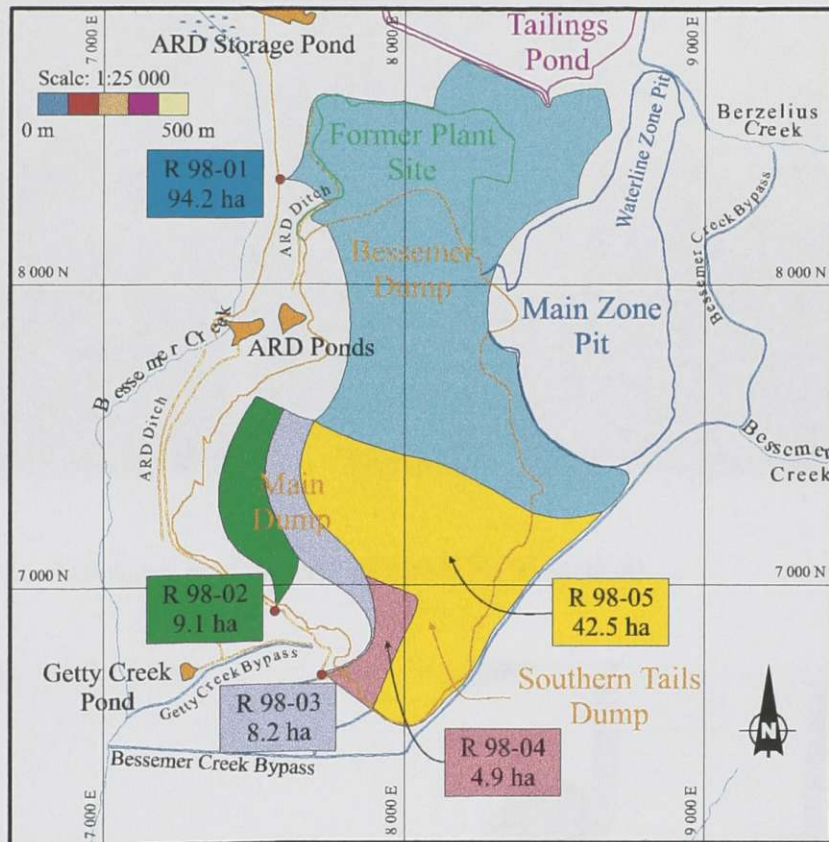 7 000 E
8 000 E
9 000 E
ARD Storage Pond
Tailings
Pond
Scale: 1:25 000
0 m 500 m
Former Plant
Site
Waterline Zone Pit
Berzelius
Creek
R 98-01
94.2 ha
ARD Ditch
Bessemer Creek Bypass
8 000 N
8 000 N
Bessemer
Dump
Main Zone
Pit
Bessemer Creek
ARD Ponds
ARD Ditch
Bessemer
Creek
Main
Dump
7 000 N
7 000 N
R 98-02
9.1 ha
R 98-05
42.5 ha
Getty Creek
Pond
Getty Creek Bypass
R 98-03
8.2 ha
Southern Tails
Dump
R 98-04
4.9 ha
N
Bessemer Creek Bypass
7 000 E
8 000 E
9 000 E